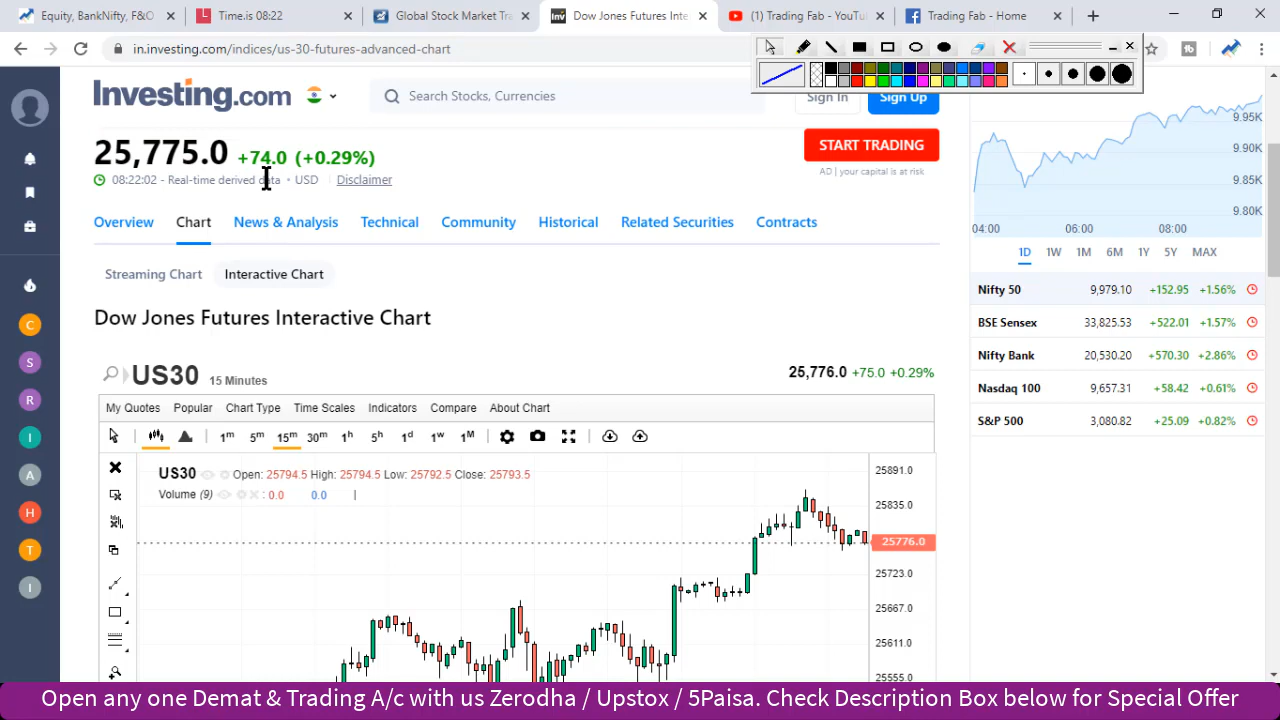 Equity, BankNifty, F&O
Time.is 08:22
Global Stock Market Tra
Dow Jones Futures Inte
(1) Trading Fab - YouTu
Trading Fab - Home
in.investing.com/indices/us-30-futures-advanced-chart
Investing.com
Search Stocks, Currencies
Sign In
Sign Up
25,775.0 +74.0 (+0.29%)
START TRADING
AD | your capital is at risk
08:22:02 - Real-time derived data • USD
Disclaimer
Overview
Chart
News & Analysis
Technical
Community
Historical
Related Securities
Contracts
Streaming Chart
Interactive Chart
Dow Jones Futures Interactive Chart
US30 15 Minutes
25,776.0 +75.0 +0.29%
My Quotes
Popular
Chart Type
Time Scales
Indicators
Compare
About Chart
1m 5m 15m 30m 1h 5h 1d 1w 1M
US30 Open: 25794.5 High: 25794.5 Low: 25792.5 Close: 25793.5
Volume (9) : 0.0 0.0
25891.0
25835.0
25776.0
25723.0
25667.0
25611.0
25555.0
9.95K
9.90K
9.85K
9.80K
04:00 06:00 08:00
1D 1W 1M 6M 1Y 5Y MAX
Nifty 50 9,979.10 +152.95 +1.56%
BSE Sensex 33,825.53 +522.01 +1.57%
Nifty Bank 20,530.20 +570.30 +2.86%
Nasdaq 100 9,657.31 +58.42 +0.61%
S&P 500 3,080.82 +25.09 +0.82%
C
S
R
I
A
H
T
I
Open any one Demat & Trading A/c with us Zerodha / Upstox / 5Paisa. Check Description Box below for Special Offer